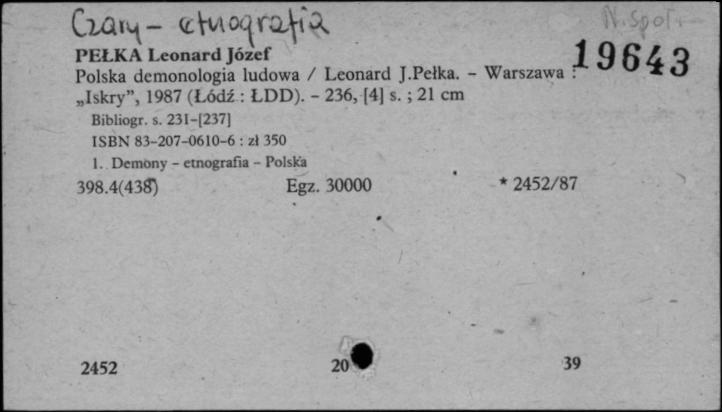 Czary - etnografia N. Społ.
PEŁKA Leonard Józef 19643
Polska demonologia ludowa / Leonard J.Pełka. – Warszawa :
„Iskry”, 1987 (Łódź : ŁDD). – 236, [4] s. ; 21 cm
Bibliogr. s. 231–[237]
ISBN 83–207–0610–6 : zł 350
1. Demony – etnografia – Polska
398.4(438) Egz. 30000 * 2452/87
2452 20 39